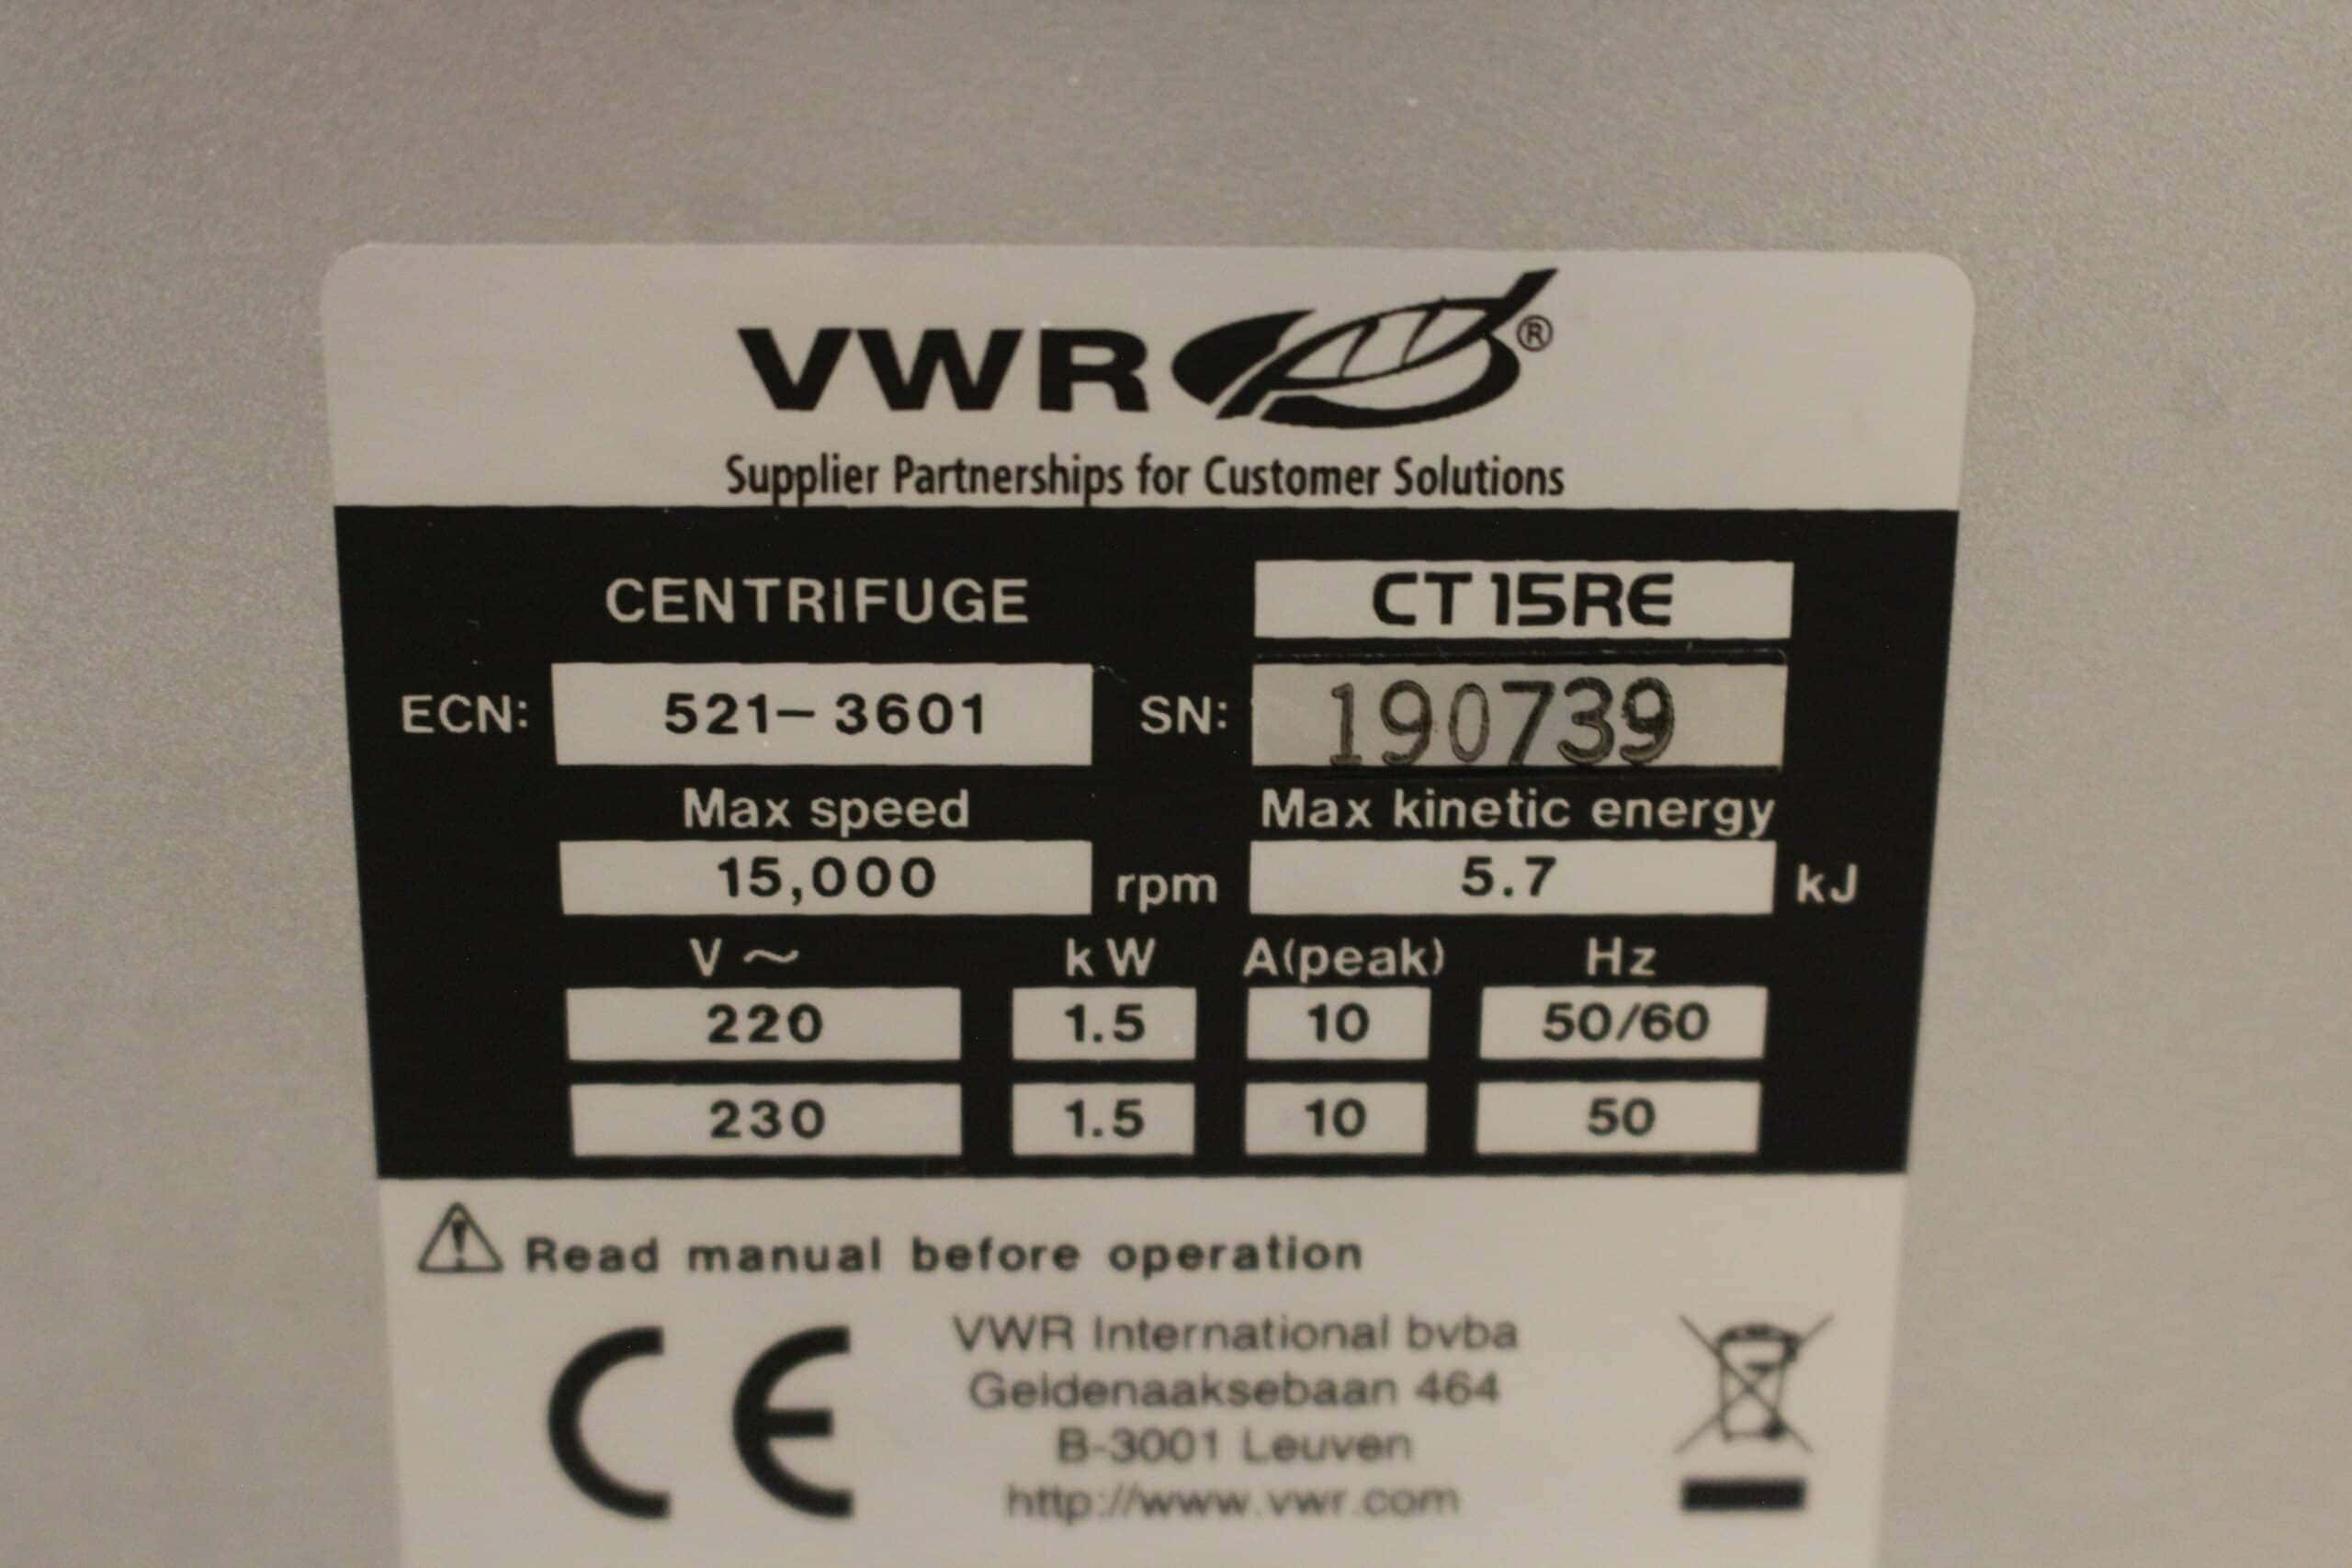 VWR®
Supplier Partnerships for Customer Solutions
CENTRIFUGE CT15RE
ECN: 521-3601 SN: 190739
Max speed Max kinetic energy
15,000 rpm 5.7 kJ
V~ kW A(peak) Hz
220 1.5 10 50/60
230 1.5 10 50
Read manual before operation
CE
VWR International bvba
Geldenaaksebaan 464
B-3001 Leuven
http://www.vwr.com